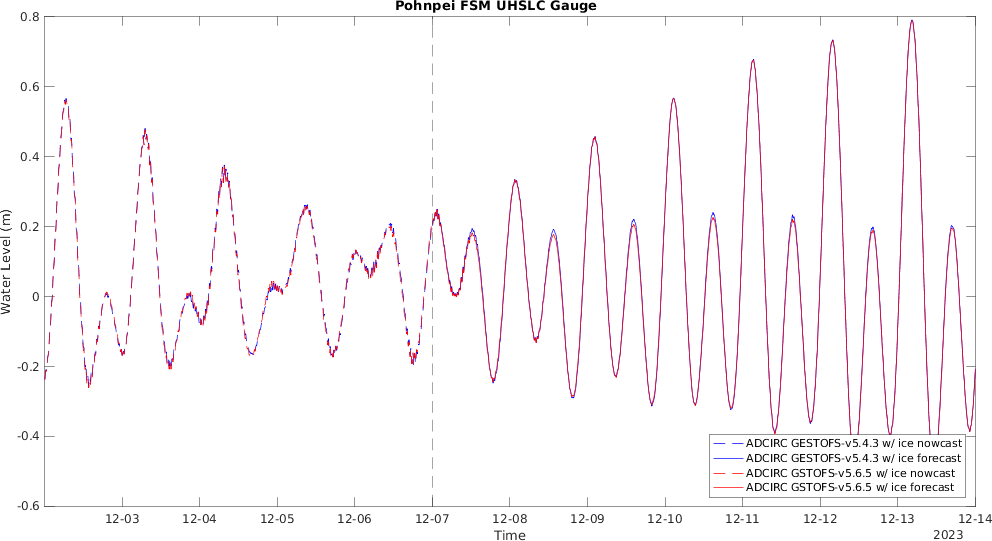 Pohnpei FSM UHSLC Gauge
0.8
0.6
0.4
0.2
0
-0.2
-0.4
-0.6
Water Level (m)
ADCIRC GESTOFS-v5.4.3 w/ ice nowcast
ADCIRC GESTOFS-v5.4.3 w/ ice forecast
ADCIRC GSTOFS-v5.6.5 w/ ice nowcast
ADCIRC GSTOFS-v5.6.5 w/ ice forecast
12-03 12-04 12-05 12-06 12-07 12-08 12-09 12-10 12-11 12-12 12-13 12-14
Time
2023